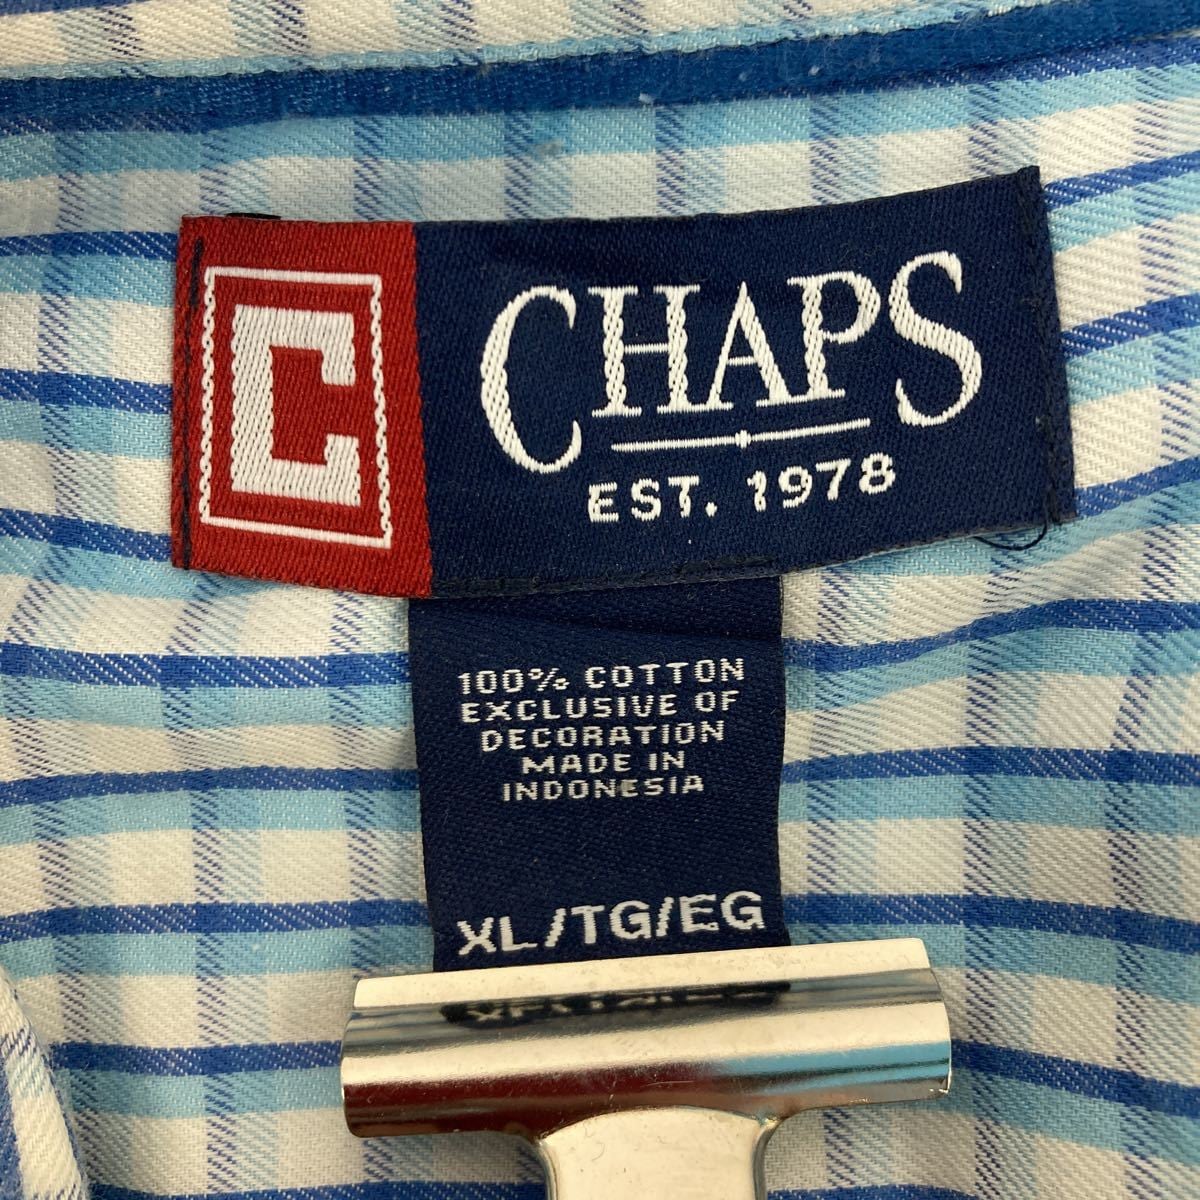 C
CHAPS
EST. 1978
100% COTTON
EXCLUSIVE OF
DECORATION
MADE IN
INDONESIA
XL/TG/EG